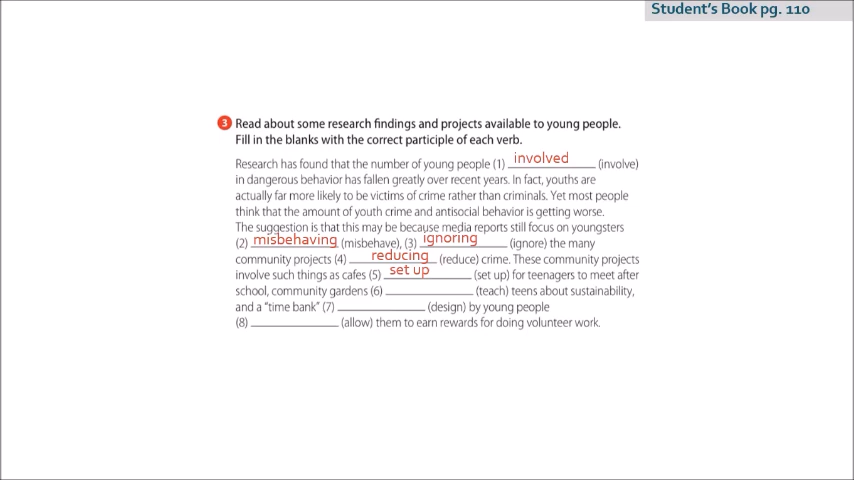 Student's Book pg. 110
3 Read about some research findings and projects available to young people.
Fill in the blanks with the correct participle of each verb.
Research has found that the number of young people (1) involved (involve)
in dangerous behavior has fallen greatly over recent years. In fact, youths are
actually far more likely to be victims of crime rather than criminals. Yet most people
think that the amount of youth crime and antisocial behavior is getting worse.
The suggestion is that this may be because media reports still focus on youngsters
(2) misbehaving (misbehave), (3) ignoring (ignore) the many
community projects (4) reducing (reduce) crime. These community projects
involve such things as cafes (5) set up (set up) for teenagers to meet after
school, community gardens (6) ____________ (teach) teens about sustainability,
and a “time bank” (7) ____________ (design) by young people
(8) ____________ (allow) them to earn rewards for doing volunteer work.